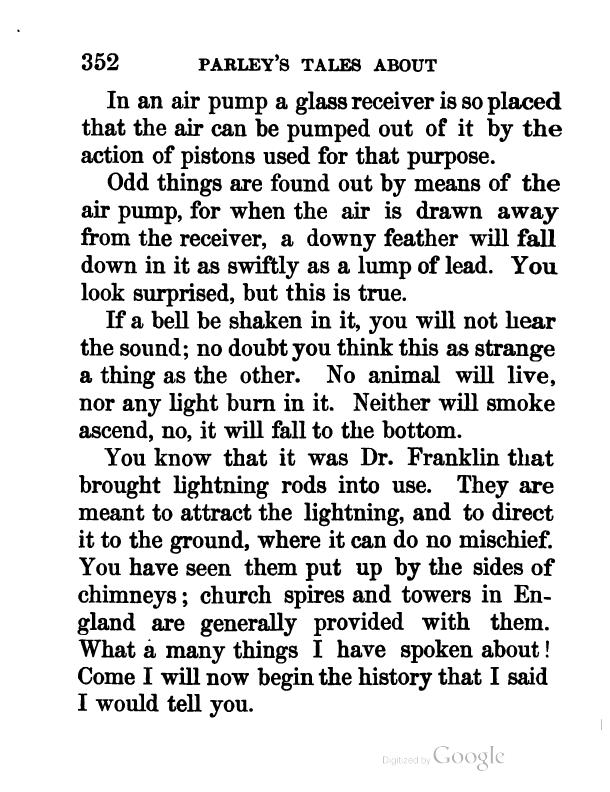 352 PARLEY'S TALES ABOUT
In an air pump a glass receiver is so placed
that the air can be pumped out of it by the
action of pistons used for that purpose.
Odd things are found out by means of the
air pump, for when the air is drawn away
from the receiver, a downy feather will fall
down in it as swiftly as a lump of lead. You
look surprised, but this is true.
If a bell be shaken in it, you will not hear
the sound; no doubt you think this as strange
a thing as the other. No animal will live,
nor any light burn in it. Neither will smoke
ascend, no, it will fall to the bottom.
You know that it was Dr. Franklin that
brought lightning rods into use. They are
meant to attract the lightning, and to direct
it to the ground, where it can do no mischief.
You have seen them put up by the sides of
chimneys; church spires and towers in En-
gland are generally provided with them.
What a many things I have spoken about!
Come I will now begin the history that I said
I would tell you.
Digitized by Google